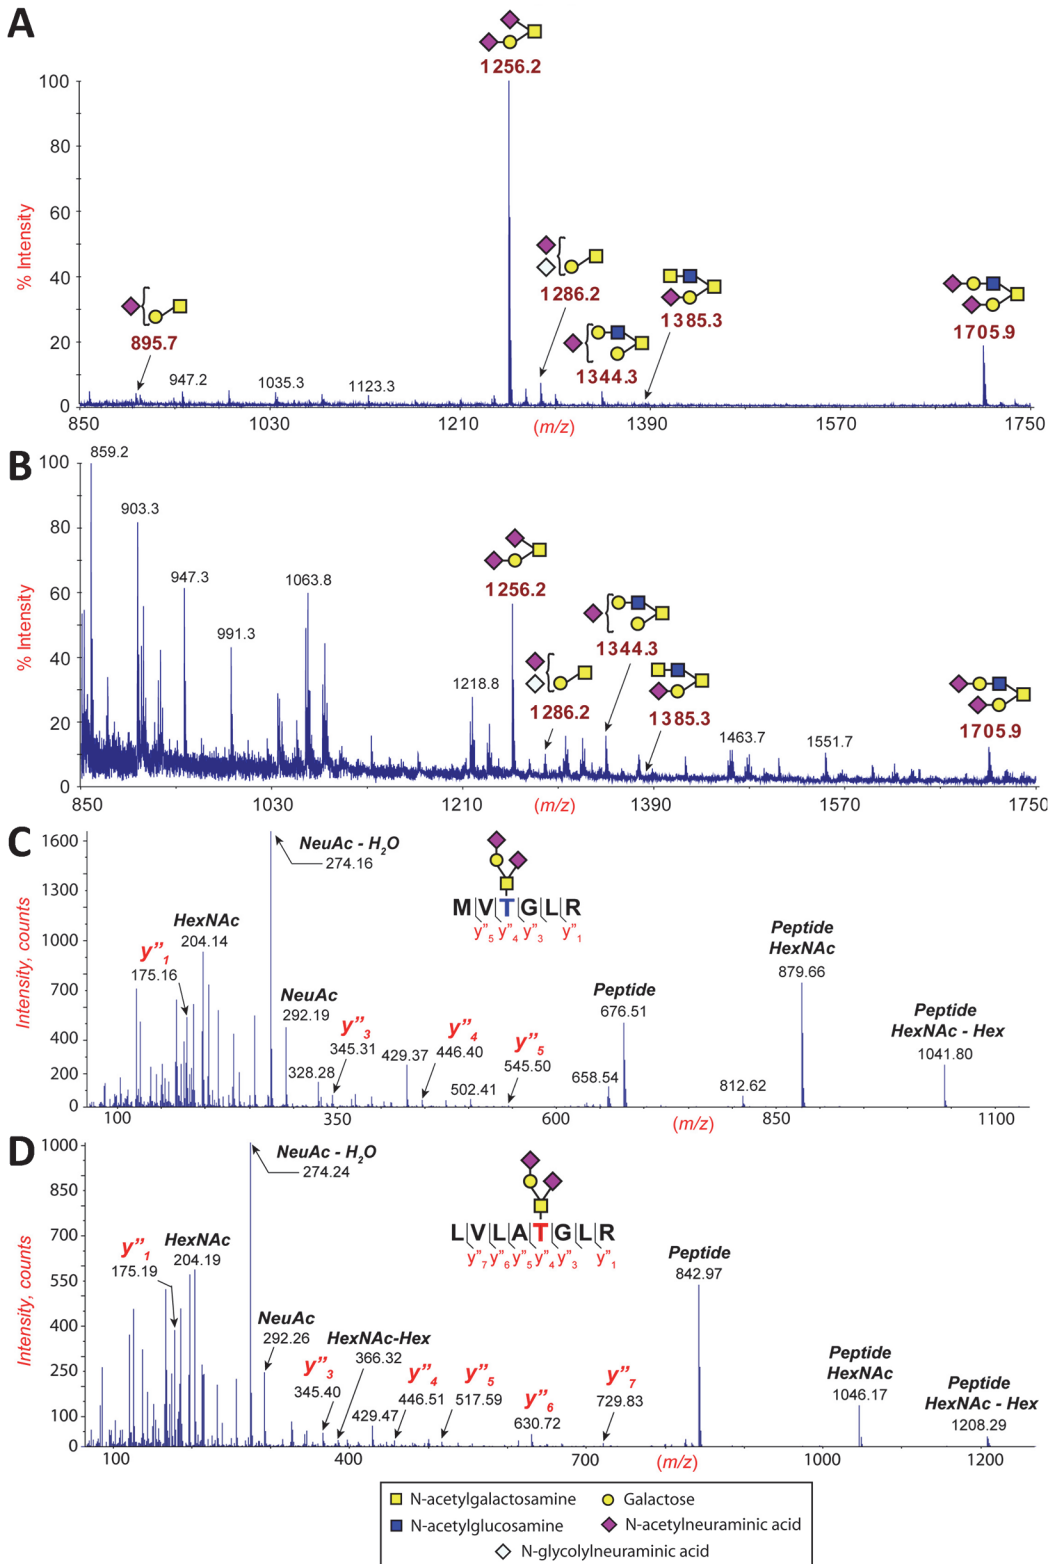 A
1256.2
100
80
60
40
20
0
% Intensity
895.7
947.2
1035.3
1123.3
1286.2
1344.3
1385.3
1705.9
850
1030
1210
(m/z)
1390
1570
1750
B
100
80
60
40
20
0
% Intensity
859.2
903.3
947.3
991.3
1063.8
1218.8
1256.2
1286.2
1344.3
1385.3
1463.7
1551.7
1705.9
850
1030
1210
(m/z)
1390
1570
1750
C
1600
1300
1000
700
400
200
0
Intensity, counts
NeuAc - H2O
274.16
HexNAc
204.14
y"1
175.16
NeuAc
292.19
328.28
y"3
345.31
429.37
y"4
446.40
502.41
y"5
545.50
MVTGLR
y"5 y"4 y"3 y"1
658.54
Peptide
676.51
812.62
Peptide
HexNAc
879.66
Peptide
HexNAc - Hex
1041.80
100
350
600
(m/z)
850
1100
D
1000
850
700
550
400
250
100
0
Intensity, counts
NeuAc - H2O
274.24
HexNAc
204.19
y"1
175.19
NeuAc
292.26
y"3
345.40
HexNAc-Hex
366.32
429.47
y"4
446.51
y"5
517.59
y"6
630.72
y"7
729.83
LVLATGLR
y"7 y"6 y"5 y"4 y"3 y"1
Peptide
842.97
Peptide
HexNAc
1046.17
Peptide
HexNAc - Hex
1208.29
100
400
700
(m/z)
1000
1200
N-acetylgalactosamine
Galactose
N-acetylglucosamine
N-acetylneuraminic acid
N-glycolylneuraminic acid